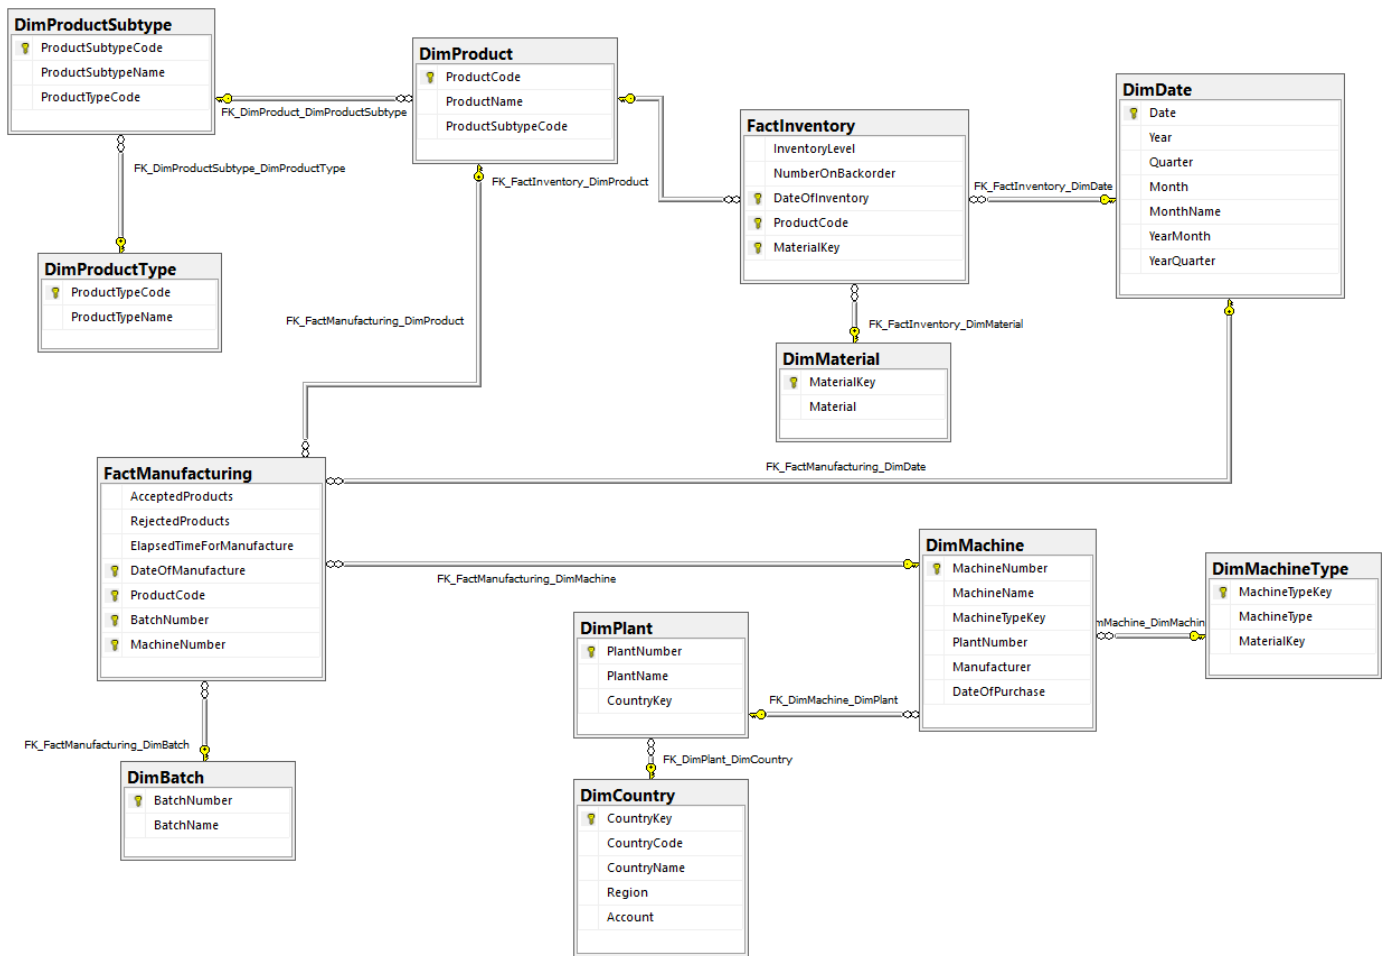 DimProductSubtype
ProductSubtypeCode
ProductSubtypeName
ProductTypeCode
FK_DimProduct_DimProductSubtype
DimProduct
ProductCode
ProductName
ProductSubtypeCode
FK_DimProductSubtype_DimProductType
FK_FactInventory_DimProduct
FactInventory
InventoryLevel
NumberOnBackorder
DateOfInventory
ProductCode
MaterialKey
FK_FactInventory_DimDate
DimDate
Date
Year
Quarter
Month
MonthName
YearMonth
YearQuarter
DimProductType
ProductTypeCode
ProductTypeName
FK_FactManufacturing_DimProduct
FK_FactInventory_DimMaterial
DimMaterial
MaterialKey
Material
FactManufacturing
AcceptedProducts
RejectedProducts
ElapsedTimeForManufacture
DateOfManufacture
ProductCode
BatchNumber
MachineNumber
FK_FactManufacturing_DimDate
FK_FactManufacturing_DimMachine
DimMachine
MachineNumber
MachineName
MachineTypeKey
PlantNumber
Manufacturer
DateOfPurchase
mMachine_DimMachin
DimMachineType
MachineTypeKey
MachineType
MaterialKey
DimPlant
PlantNumber
PlantName
CountryKey
FK_DimMachine_DimPlant
FK_FactManufacturing_DimBatch
DimBatch
BatchNumber
BatchName
FK_DimPlant_DimCountry
DimCountry
CountryKey
CountryCode
CountryName
Region
Account